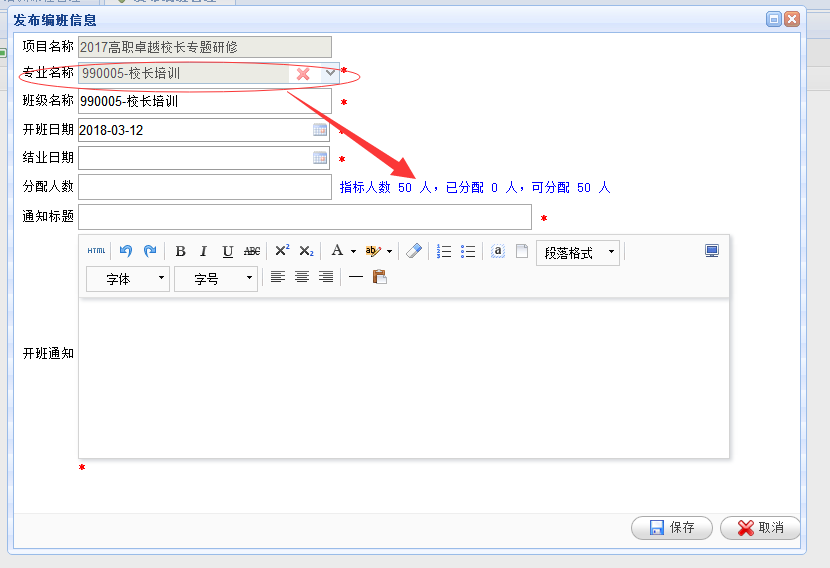 发布编班信息
项目名称 2017高职卓越校长专题研修
专业名称 990005-校长培训 *
班级名称 990005-校长培训 *
开班日期 2018-03-12 *
结业日期 *
分配人数 指标人数 50 人，已分配 0 人，可分配 50 人
通知标题 *
HTML B I U ABC X² X₂ A ab a 段落格式
字体 字号
开班通知
*
保存 取消